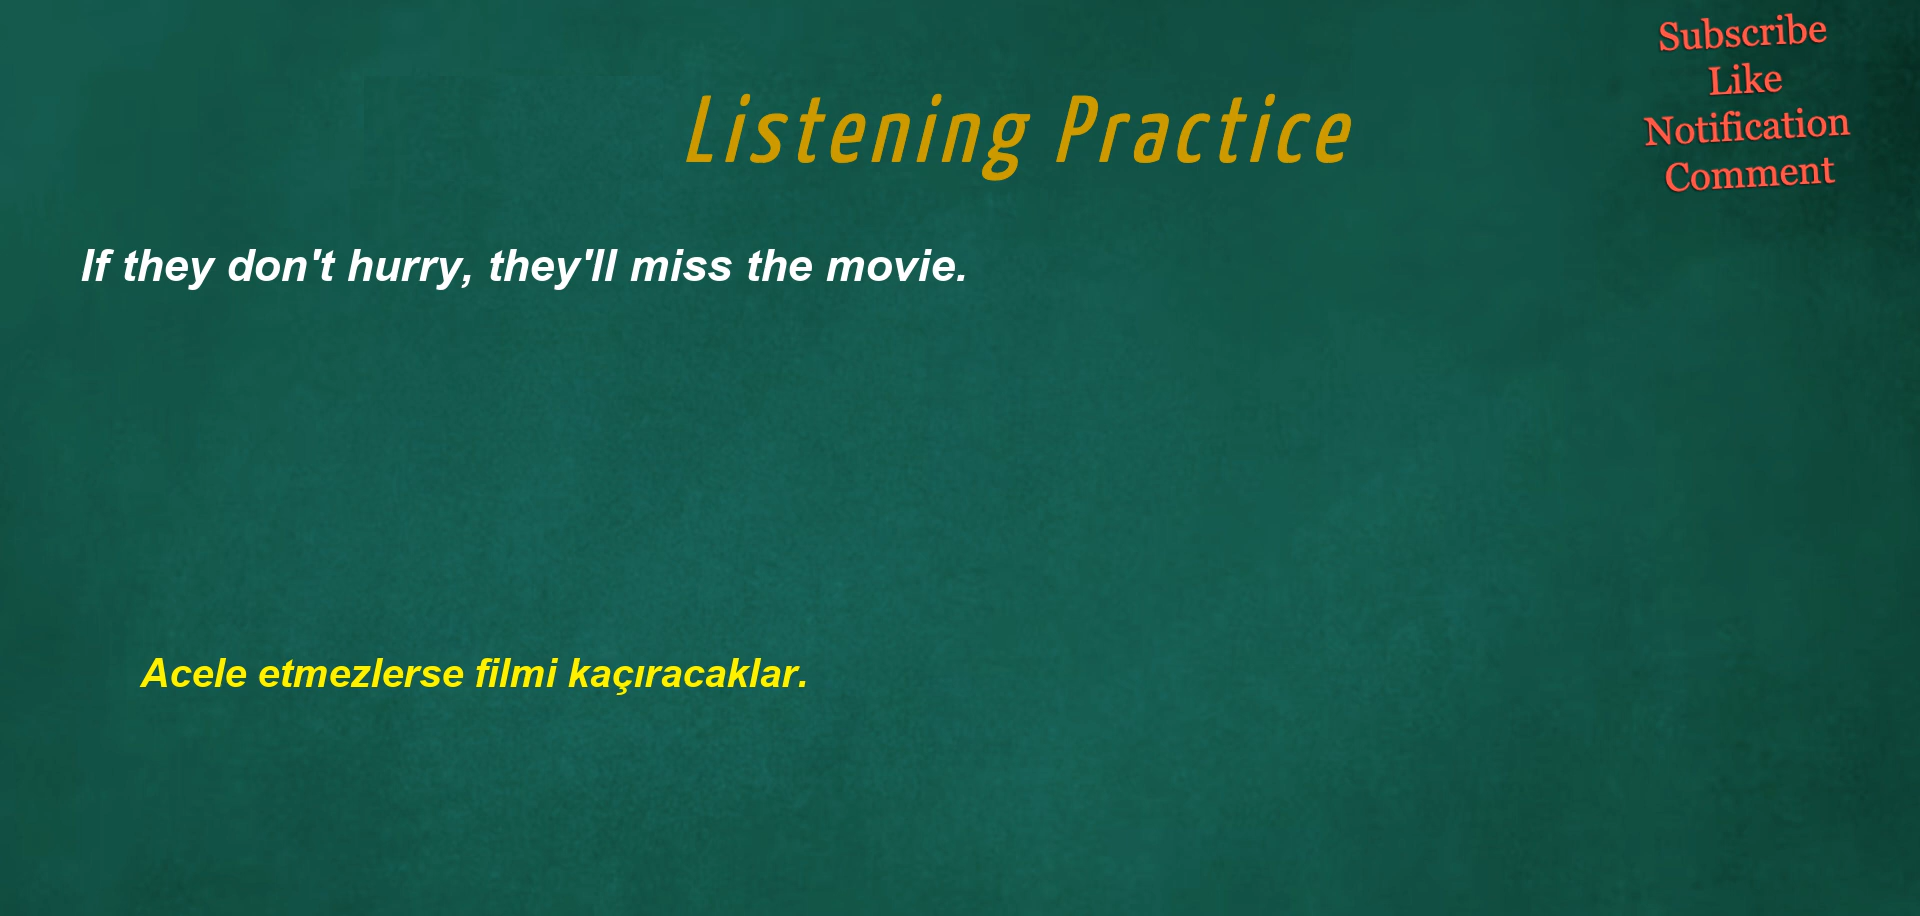 Listening Practice
Subscribe
Like
Notification
Comment
If they don't hurry, they'll miss the movie.
Acele etmezlerse filmi kaçıracaklar.